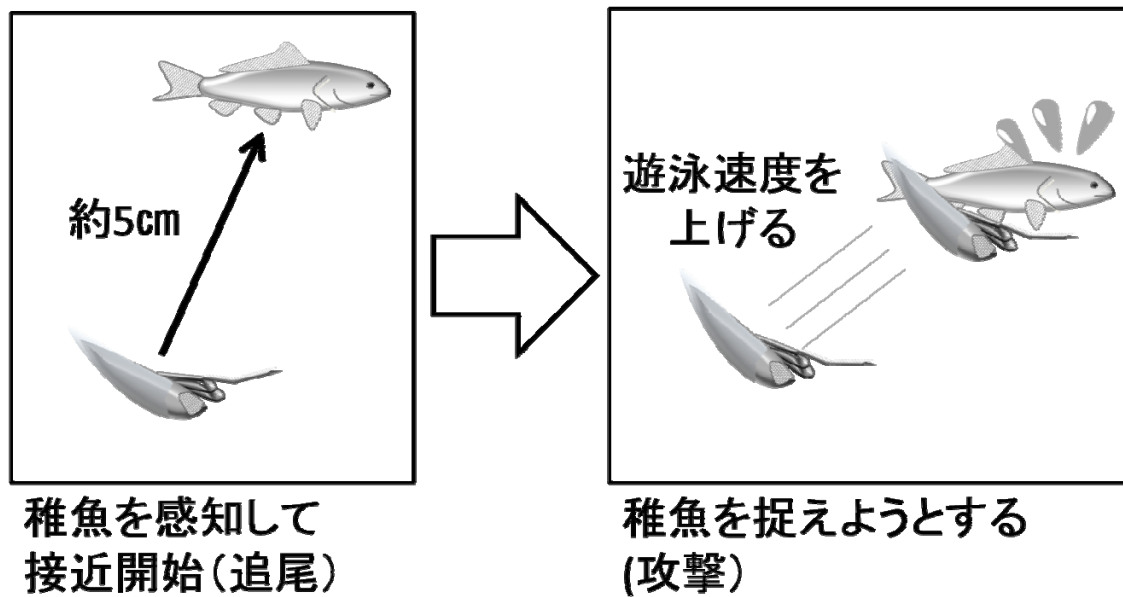 約5㎝
稚魚を感知して
接近開始（追尾）
遊泳速度を
上げる
稚魚を捉えようとする
(攻撃）